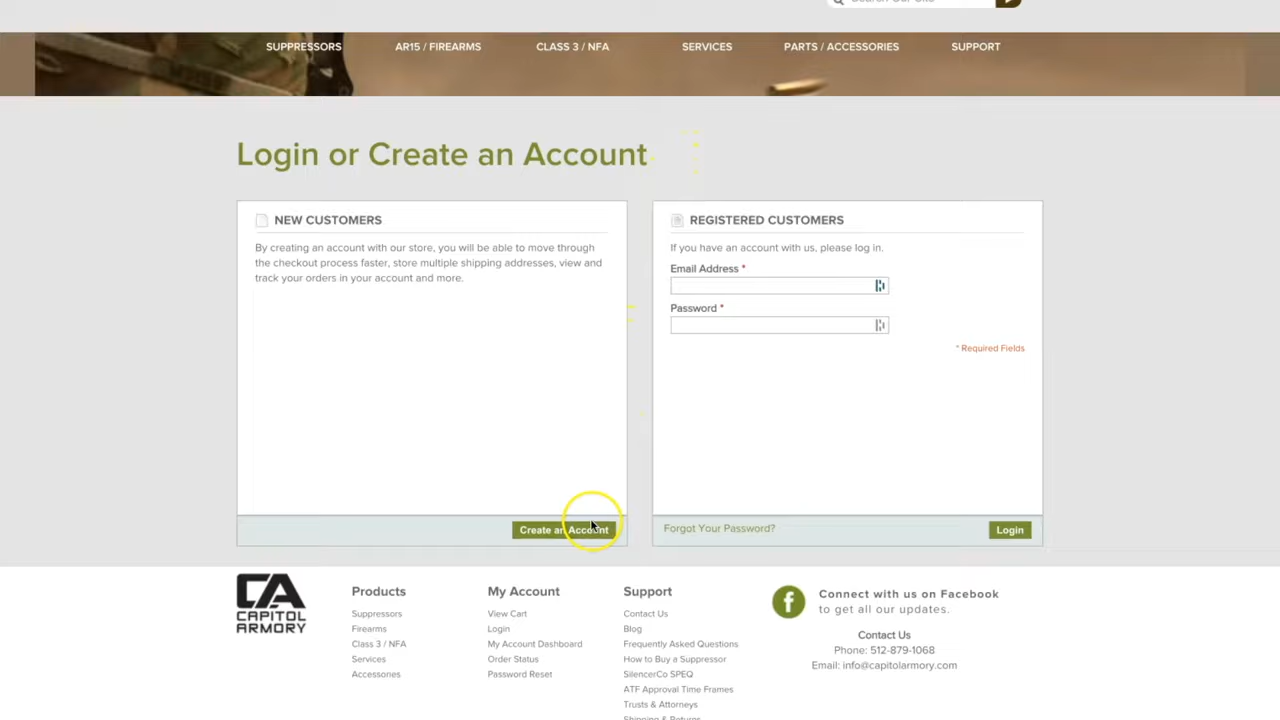 SUPPRESSORS AR15 / FIREARMS CLASS 3 / NFA SERVICES PARTS / ACCESSORIES SUPPORT
Login or Create an Account
NEW CUSTOMERS
By creating an account with our store, you will be able to move through
the checkout process faster, store multiple shipping addresses, view and
track your orders in your account and more.
Create an Account
REGISTERED CUSTOMERS
If you have an account with us, please log in.
Email Address *
Password *
* Required Fields
Forgot Your Password?
Login
CA
CAPITOL
ARMORY
Products
Suppressors
Firearms
Class 3 / NFA
Services
Accessories
My Account
View Cart
Login
My Account Dashboard
Order Status
Password Reset
Support
Contact Us
Blog
Frequently Asked Questions
How to Buy a Suppressor
SilencerCo SPEQ
ATF Approval Time Frames
Trusts & Attorneys
Shipping & Returns
Connect with us on Facebook
to get all our updates.
Contact Us
Phone: 512-879-1068
Email: info@capitolarmory.com